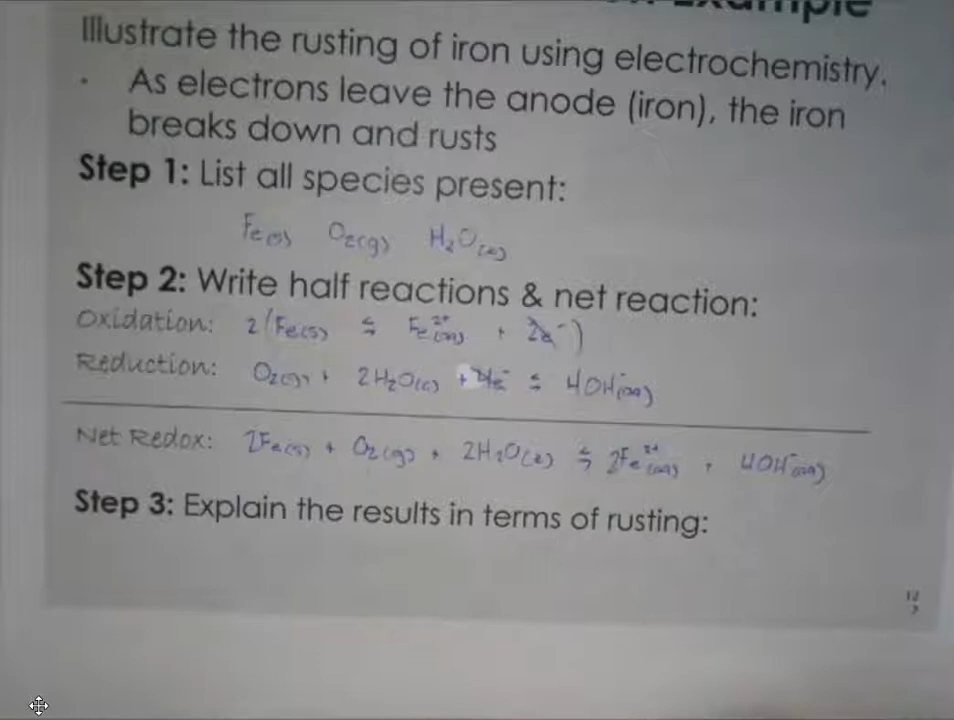 Example
Illustrate the rusting of iron using electrochemistry.
• As electrons leave the anode (iron), the iron
breaks down and rusts
Step 1: List all species present:
Fe(s) O2(g) H2O(l)
Step 2: Write half reactions & net reaction:
Oxidation: 2(Fe(s) ⇌ Fe2+(aq) + 2e-)
Reduction: O2(g) + 2H2O(l) + 4e- ⇌ 4OH-(aq)
Net Redox: 2Fe(s) + O2(g) + 2H2O(l) ⇌ 2Fe2+(aq) + 4OH-(aq)
Step 3: Explain the results in terms of rusting:
12
7